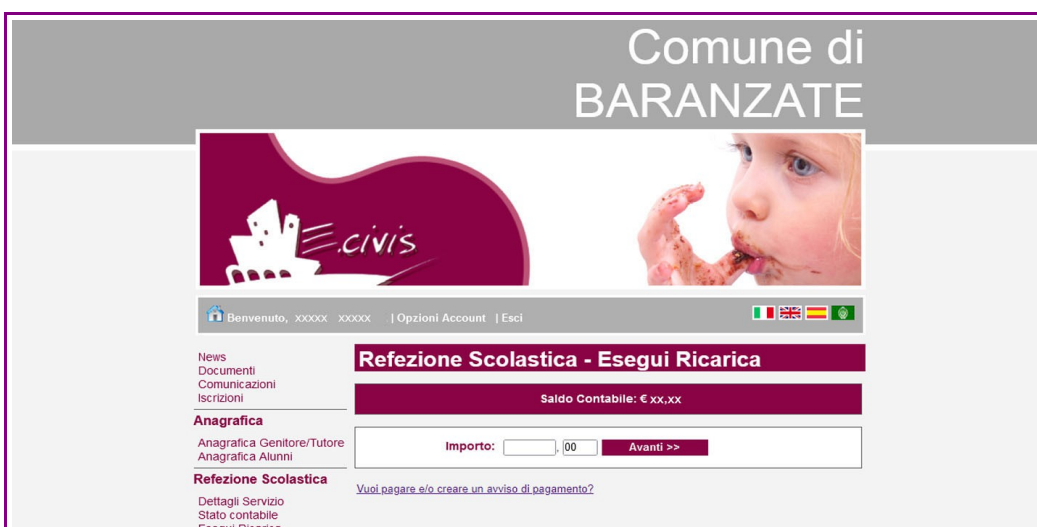 Comune di
BARANZATE
E.civis
Benvenuto, xxxxx xxxxx | Opzioni Account | Esci
News
Documenti
Comunicazioni
Iscrizioni
Anagrafica
Anagrafica Genitore/Tutore
Anagrafica Alunni
Refezione Scolastica
Dettagli Servizio
Stato contabile
Esegui Ricarica
Refezione Scolastica - Esegui Ricarica
Saldo Contabile: € xx,xx
Importo: , 00 Avanti >>
Vuoi pagare e/o creare un avviso di pagamento?